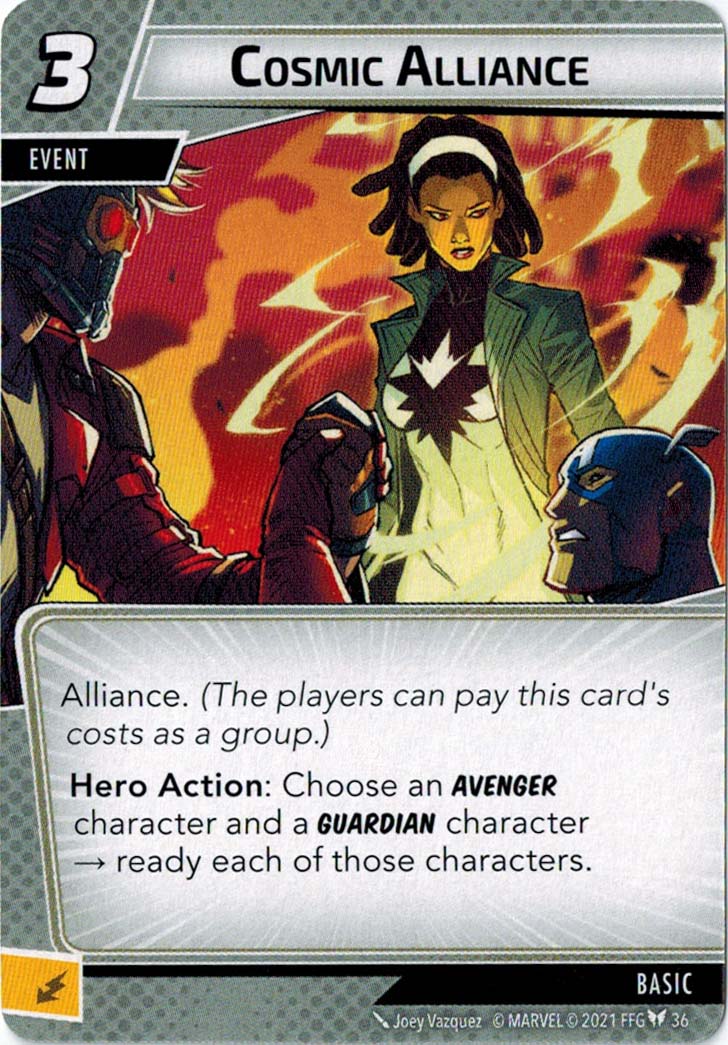 3
COSMIC ALLIANCE
EVENT
Alliance. (The players can pay this card's
costs as a group.)
Hero Action: Choose an AVENGER
character and a GUARDIAN character
→ ready each of those characters.
BASIC
Joey Vazquez © MARVEL © 2021 FFG 36